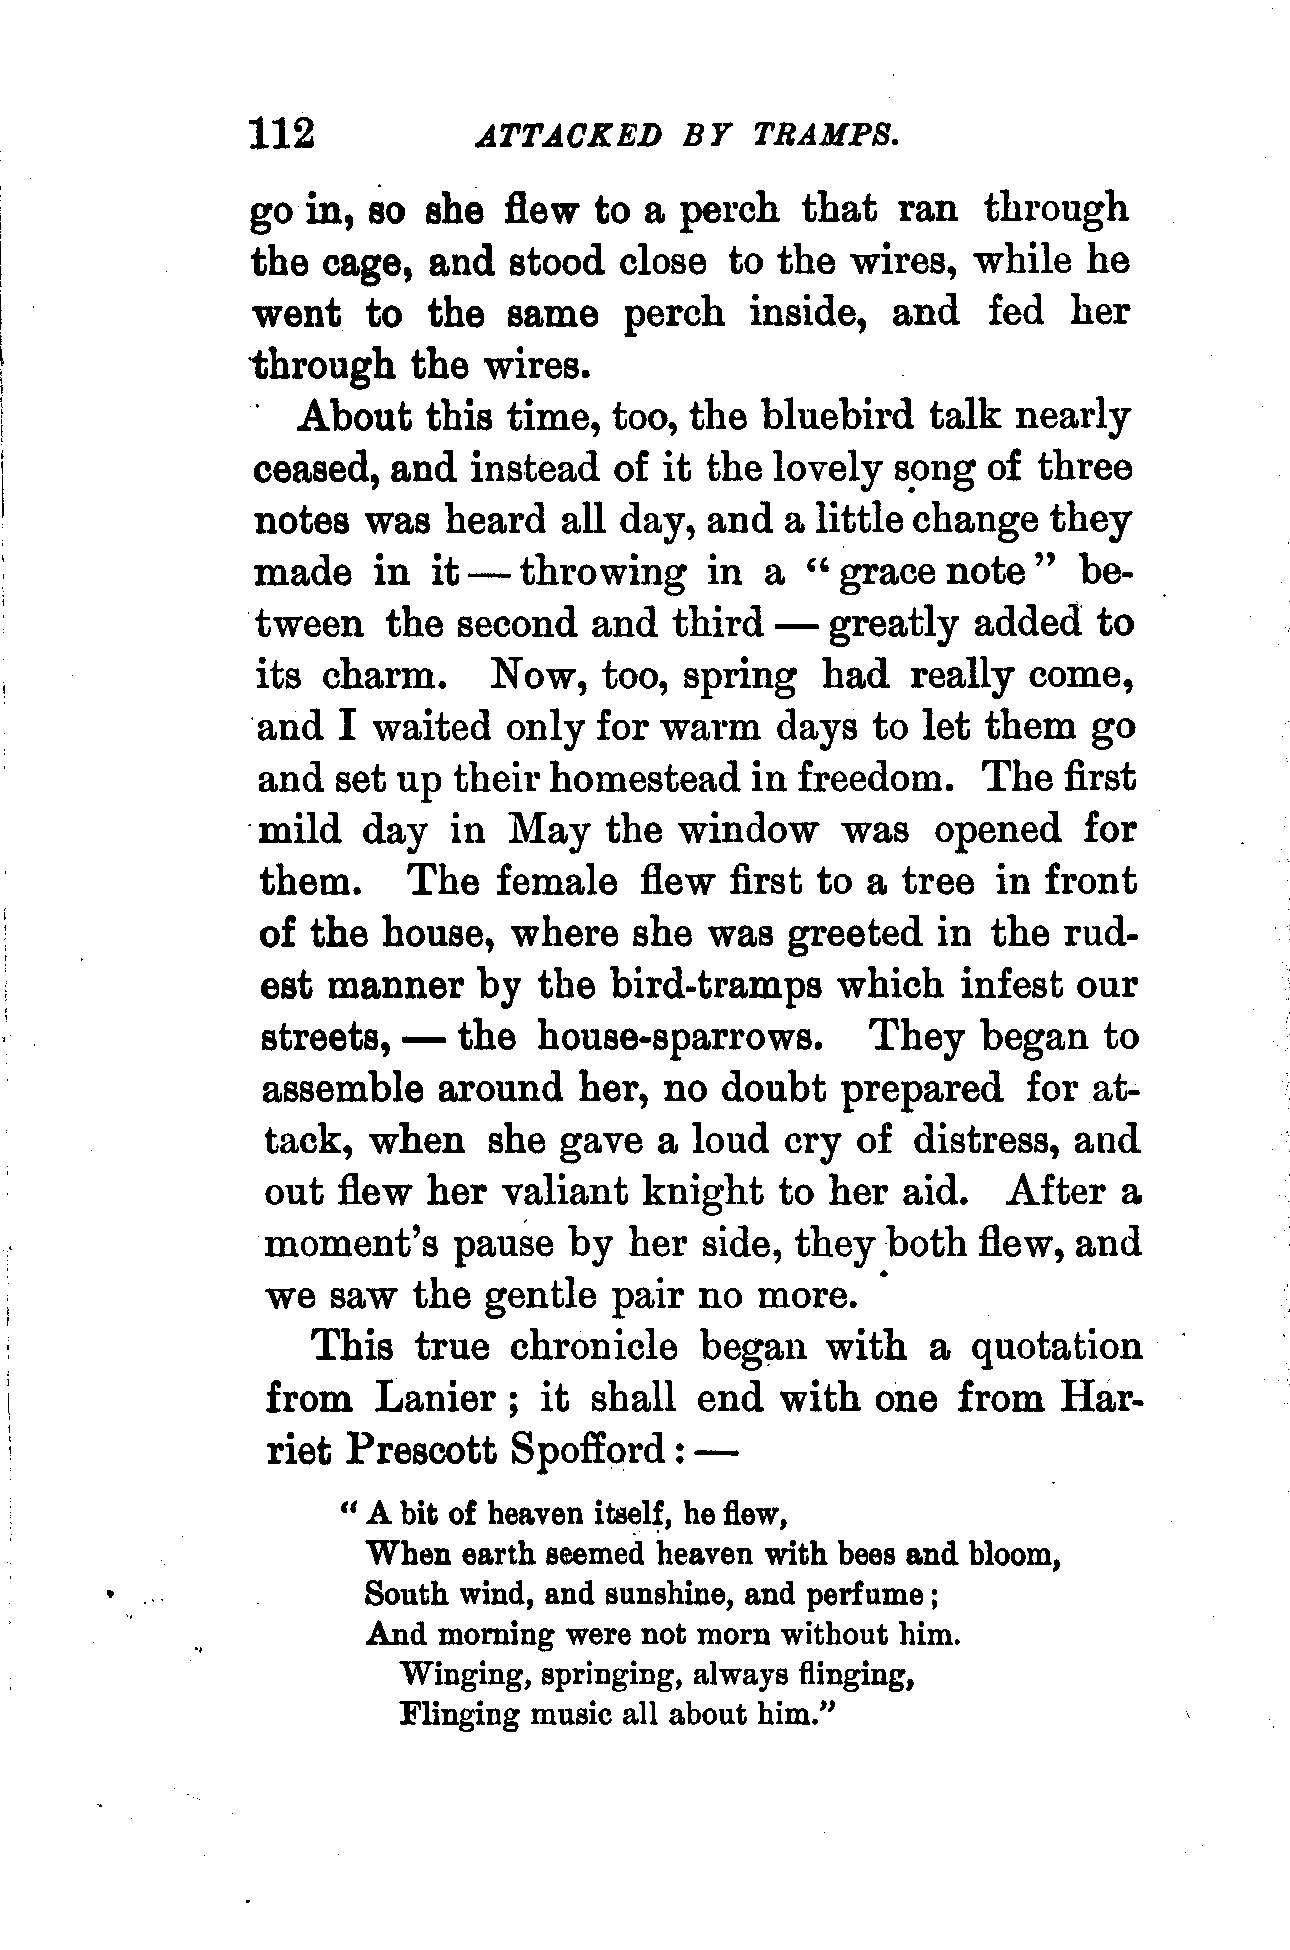 112 ATTACKED BY TRAMPS.
go in, so she flew to a perch that ran through
the cage, and stood close to the wires, while he
went to the same perch inside, and fed her
through the wires.
About this time, too, the bluebird talk nearly
ceased, and instead of it the lovely song of three
notes was heard all day, and a little change they
made in it — throwing in a “ grace note ” be-
tween the second and third — greatly added to
its charm. Now, too, spring had really come,
and I waited only for warm days to let them go
and set up their homestead in freedom. The first
mild day in May the window was opened for
them. The female flew first to a tree in front
of the house, where she was greeted in the rud-
est manner by the bird-tramps which infest our
streets, — the house-sparrows. They began to
assemble around her, no doubt prepared for at-
tack, when she gave a loud cry of distress, and
out flew her valiant knight to her aid. After a
moment's pause by her side, they both flew, and
we saw the gentle pair no more.
This true chronicle began with a quotation
from Lanier ; it shall end with one from Har-
riet Prescott Spofford : —
“ A bit of heaven itself, he flew,
When earth seemed heaven with bees and bloom,
South wind, and sunshine, and perfume ;
And morning were not morn without him.
Winging, springing, always flinging,
Flinging music all about him.”